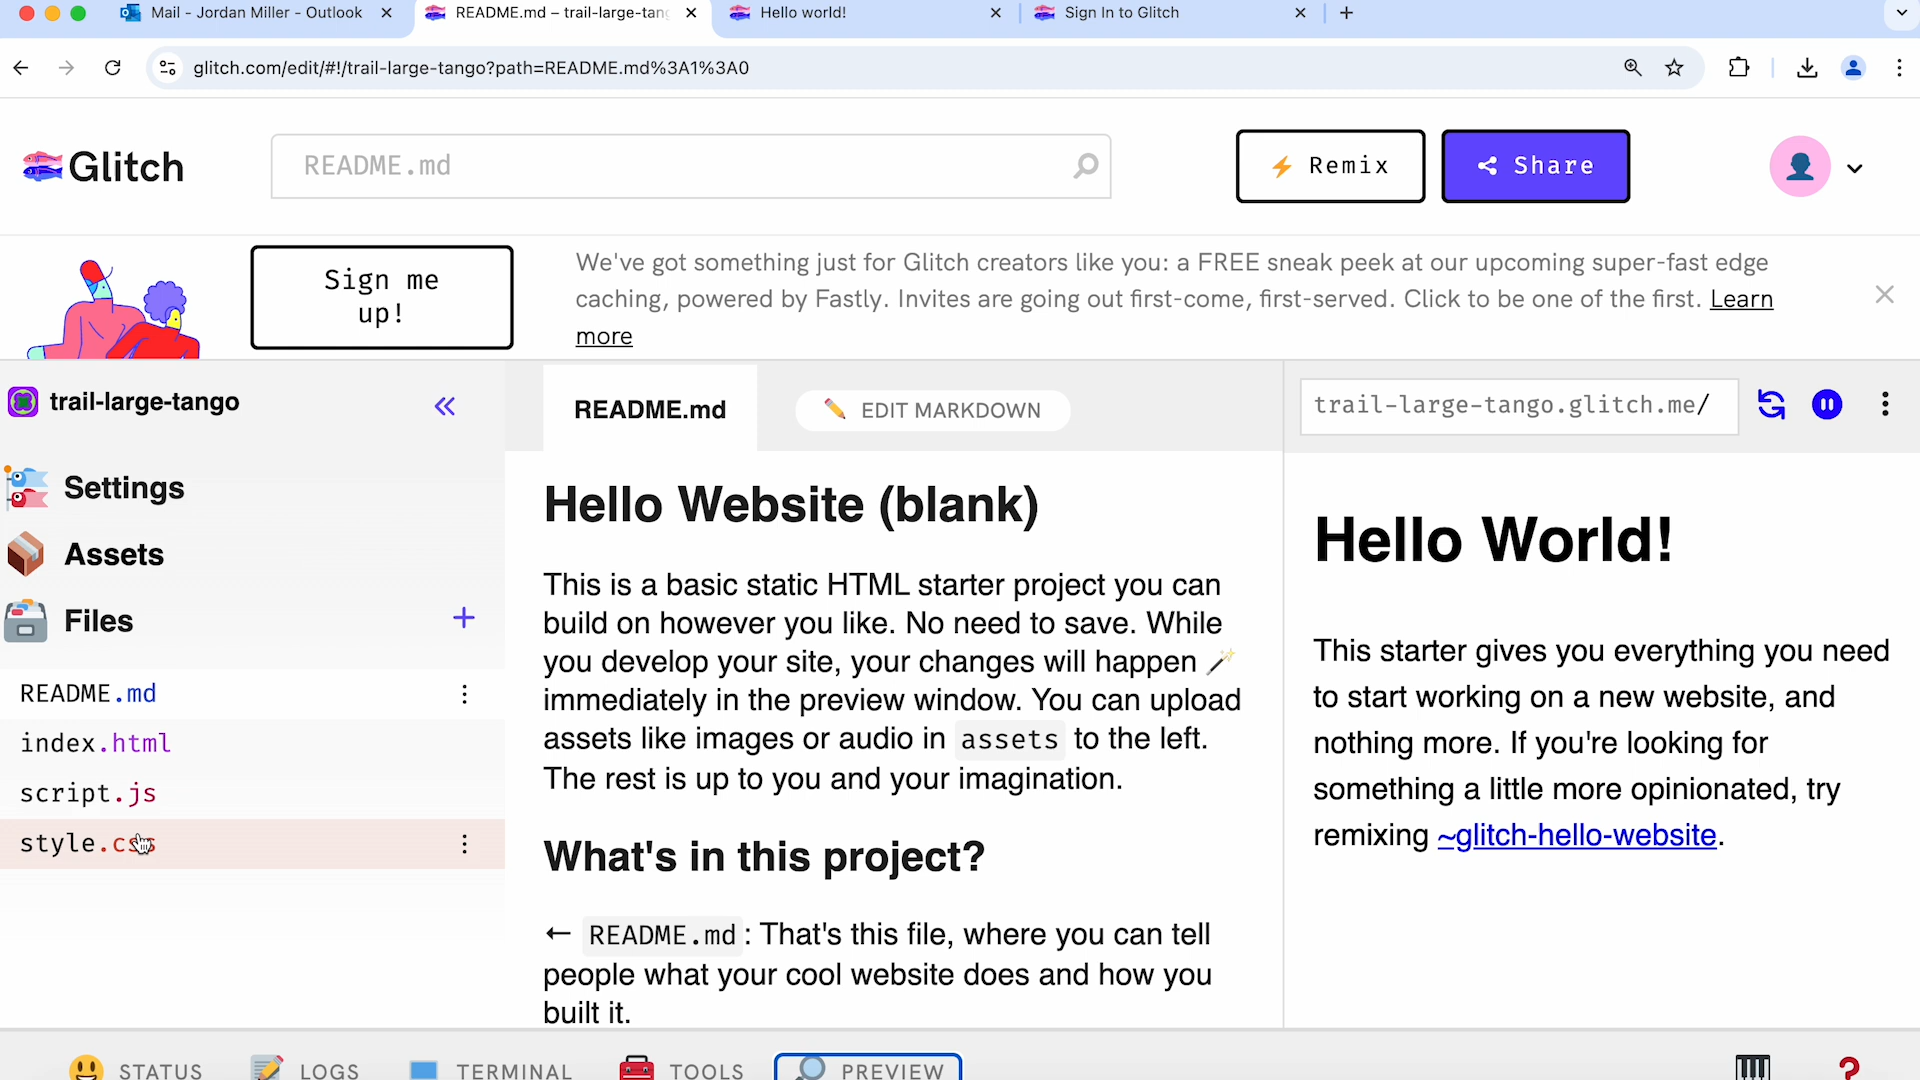 Mail - Jordan Miller - Outlook
README.md – trail-large-tang
Hello world!
Sign In to Glitch
glitch.com/edit/#!/trail-large-tango?path=README.md%3A1%3A0
Glitch
README.md
Remix
Share
Sign me
up!
We've got something just for Glitch creators like you: a FREE sneak peek at our upcoming super-fast edge
caching, powered by Fastly. Invites are going out first-come, first-served. Click to be one of the first. Learn
more
trail-large-tango
README.md
EDIT MARKDOWN
trail-large-tango.glitch.me/
Settings
Assets
Files
README.md
index.html
script.js
style.css
Hello Website (blank)
This is a basic static HTML starter project you can
build on however you like. No need to save. While
you develop your site, your changes will happen
immediately in the preview window. You can upload
assets like images or audio in assets to the left.
The rest is up to you and your imagination.
What's in this project?
← README.md: That's this file, where you can tell
people what your cool website does and how you
built it.
Hello World!
This starter gives you everything you need
to start working on a new website, and
nothing more. If you're looking for
something a little more opinionated, try
remixing ~glitch-hello-website.
STATUS
LOGS
TERMINAL
TOOLS
PREVIEW
?